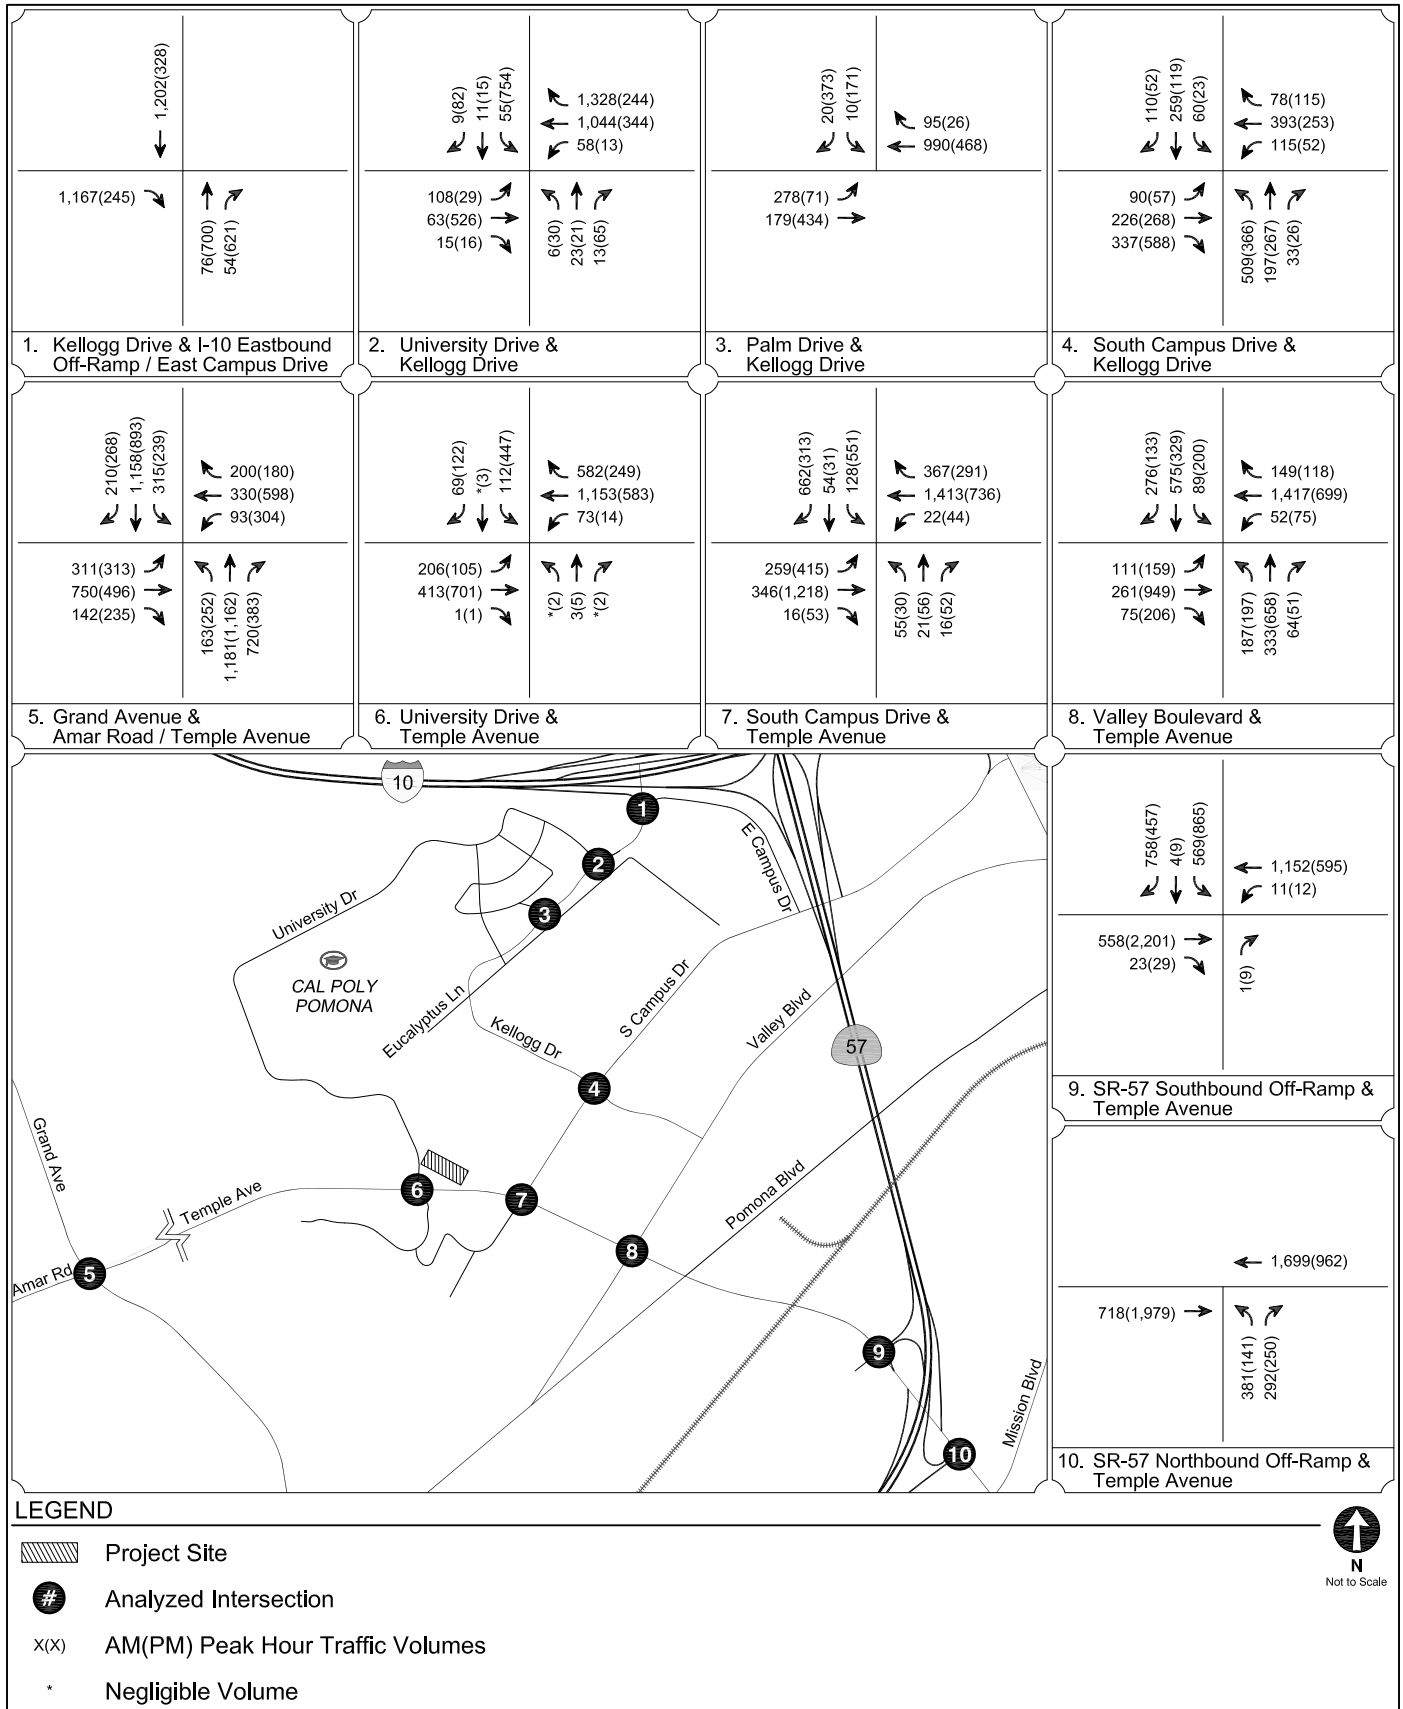 1,202(328)
1,167(245)
76(700)
54(621)
1. Kellogg Drive & I-10 Eastbound
Off-Ramp / East Campus Drive
9(82)
11(15)
55(754)
1,328(244)
1,044(344)
58(13)
108(29)
63(526)
15(16)
6(30)
23(21)
13(65)
2. University Drive &
Kellogg Drive
20(373)
10(171)
95(26)
990(468)
278(71)
179(434)
3. Palm Drive &
Kellogg Drive
110(52)
259(119)
60(23)
78(115)
393(253)
115(52)
90(57)
226(268)
337(588)
509(366)
197(267)
33(26)
4. South Campus Drive &
Kellogg Drive
210(268)
1,158(893)
315(239)
200(180)
330(598)
93(304)
311(313)
750(496)
142(235)
163(252)
1,181(1,162)
720(383)
5. Grand Avenue &
Amar Road / Temple Avenue
69(122)
*(3)
112(447)
582(249)
1,153(583)
73(14)
206(105)
413(701)
1(1)
*(2)
3(5)
*(2)
6. University Drive &
Temple Avenue
662(313)
54(31)
128(551)
367(291)
1,413(736)
22(44)
259(415)
346(1,218)
16(53)
55(30)
21(56)
16(52)
7. South Campus Drive &
Temple Avenue
276(133)
575(329)
89(200)
149(118)
1,417(699)
52(75)
111(159)
261(949)
75(206)
187(197)
333(658)
64(51)
8. Valley Boulevard &
Temple Avenue
10
1
2
3
E Campus Dr
University Dr
CAL POLY
POMONA
Eucalyptus Ln
Kellogg Dr
S Campus Dr
Valley Blvd
57
4
Grand Ave
Temple Ave
6
7
Pomona Blvd
8
Amar Rd
5
9
10
Mission Blvd
758(457)
4(9)
569(865)
1,152(595)
11(12)
558(2,201)
23(29)
1(9)
9. SR-57 Southbound Off-Ramp &
Temple Avenue
1,699(962)
718(1,979)
381(141)
292(250)
10. SR-57 Northbound Off-Ramp &
Temple Avenue
LEGEND
Project Site
# Analyzed Intersection
X(X) AM(PM) Peak Hour Traffic Volumes
* Negligible Volume
N
Not to Scale